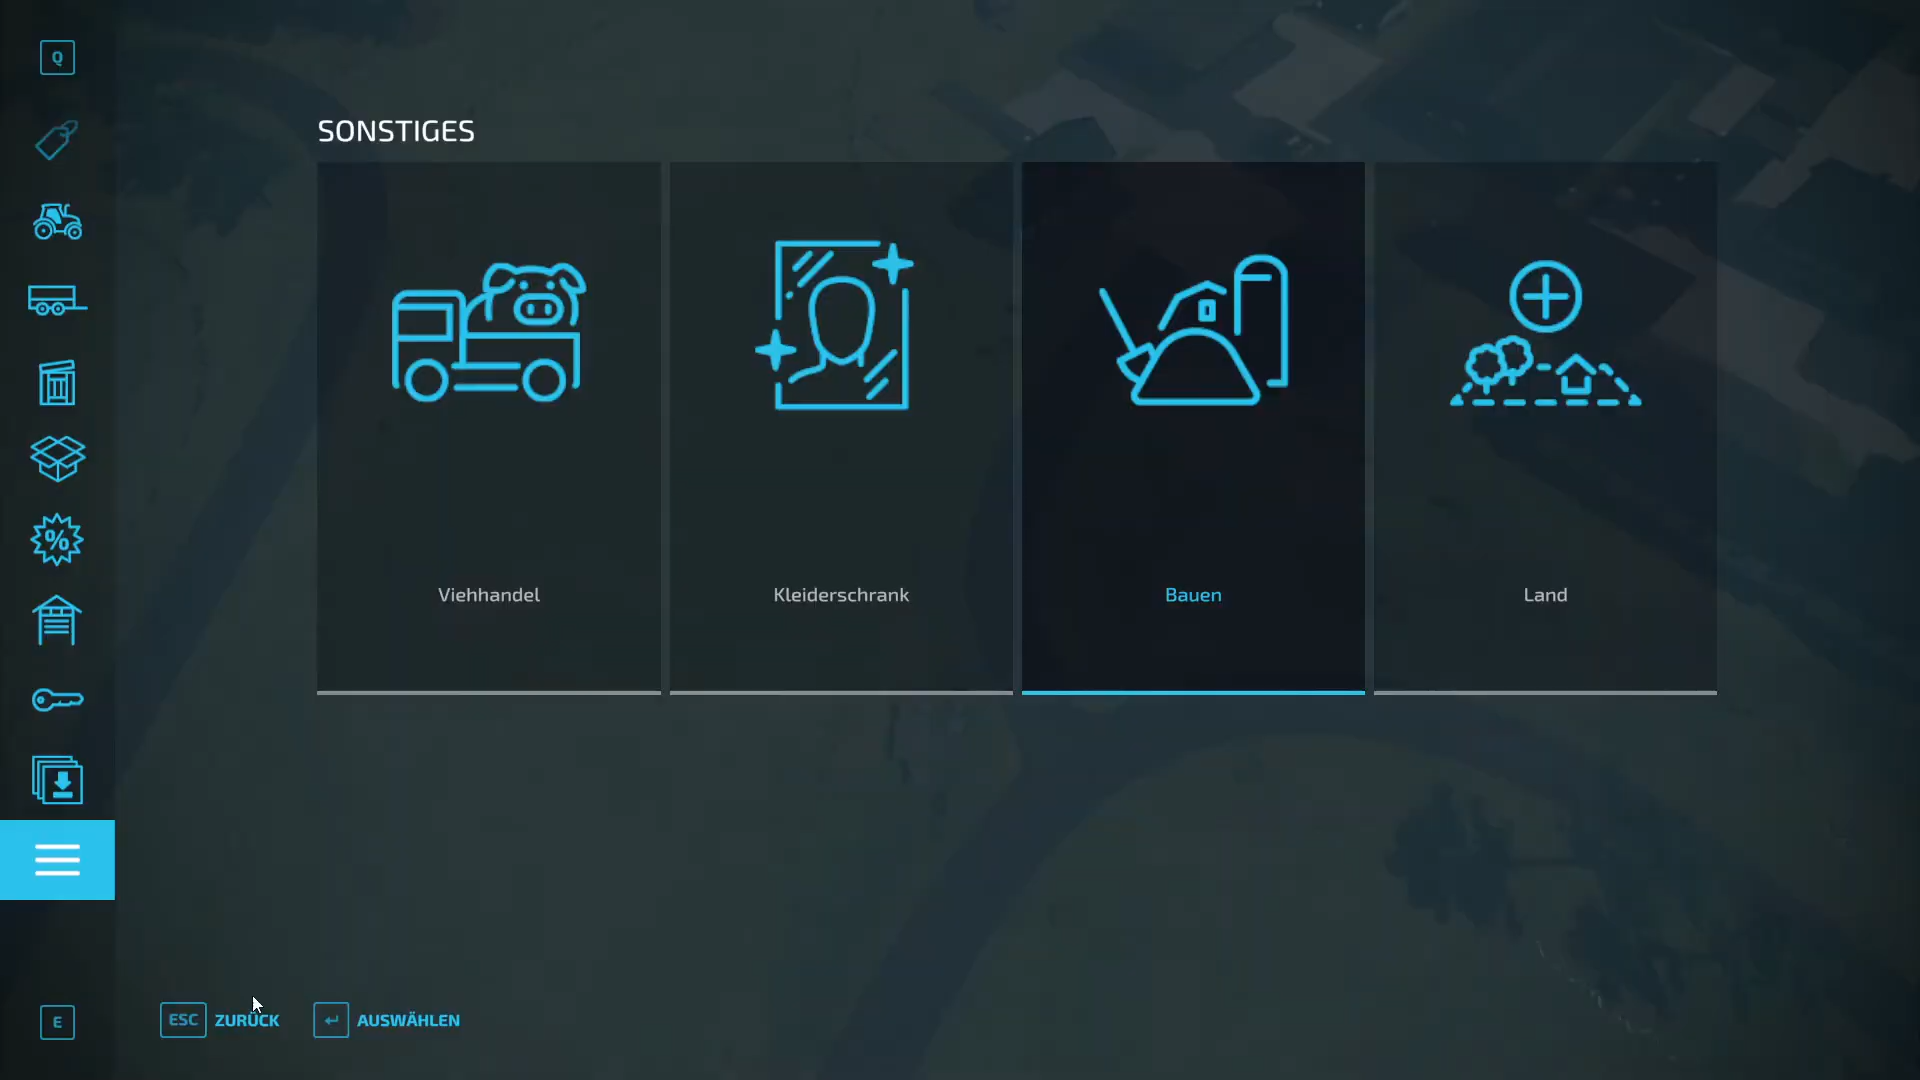 Q
SONSTIGES
%
Viehhandel
Kleiderschrank
Bauen
Land
E
ESC ZURÜCK
AUSWÄHLEN